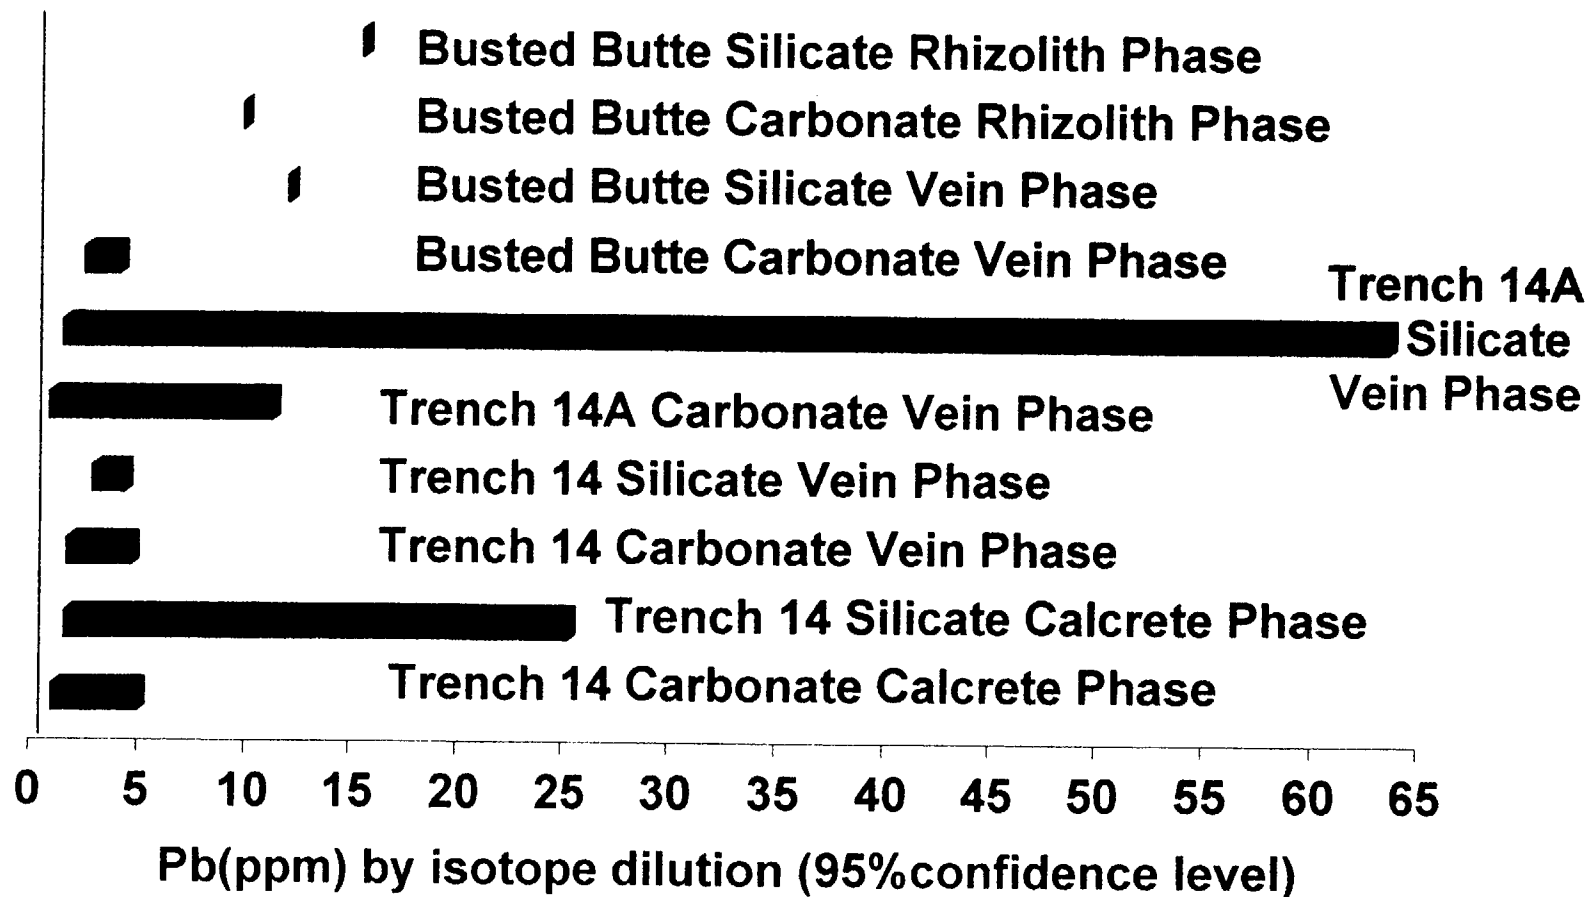 Busted Butte Silicate Rhizolith Phase
Busted Butte Carbonate Rhizolith Phase
Busted Butte Silicate Vein Phase
Busted Butte Carbonate Vein Phase
Trench 14A
Silicate
Vein Phase
Trench 14A Carbonate Vein Phase
Trench 14 Silicate Vein Phase
Trench 14 Carbonate Vein Phase
Trench 14 Silicate Calcrete Phase
Trench 14 Carbonate Calcrete Phase
0 5 10 15 20 25 30 35 40 45 50 55 60 65
Pb(ppm) by isotope dilution (95%confidence level)